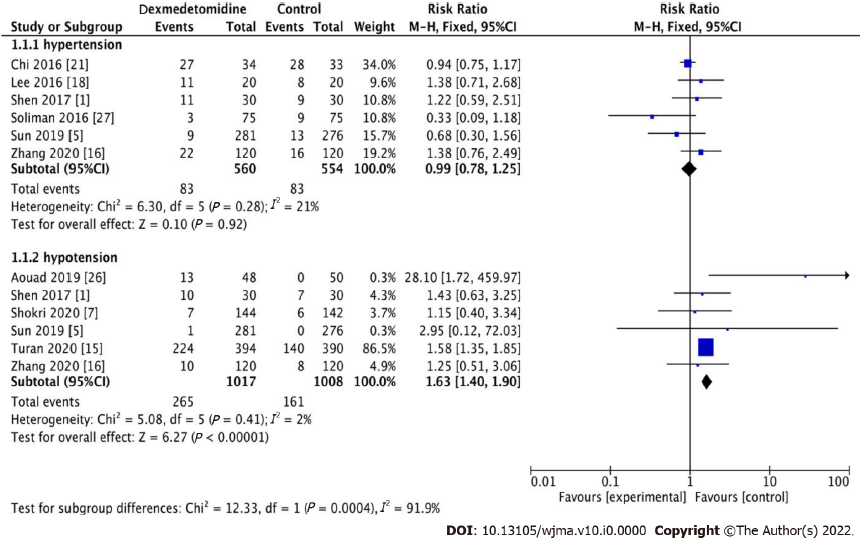 Dexmedetomidine Control Risk Ratio Risk Ratio
Study or Subgroup Events Total Events Total Weight M-H, Fixed, 95%CI M-H, Fixed, 95%CI
1.1.1 hypertension
Chi 2016 [21] 27 34 28 33 34.0% 0.94 [0.75, 1.17]
Lee 2016 [18] 11 20 8 20 9.6% 1.38 [0.71, 2.68]
Shen 2017 [1] 11 30 9 30 10.8% 1.22 [0.59, 2.51]
Soliman 2016 [27] 3 75 9 75 10.8% 0.33 [0.09, 1.18]
Sun 2019 [5] 9 281 13 276 15.7% 0.68 [0.30, 1.56]
Zhang 2020 [16] 22 120 16 120 19.2% 1.38 [0.76, 2.49]
Subtotal (95%CI) 560 554 100.0% 0.99 [0.78, 1.25]
Total events 83 83
Heterogeneity: Chi² = 6.30, df = 5 (P = 0.28); I² = 21%
Test for overall effect: Z = 0.10 (P = 0.92)
1.1.2 hypotension
Aouad 2019 [26] 13 48 0 50 0.3% 28.10 [1.72, 459.97]
Shen 2017 [1] 10 30 7 30 4.3% 1.43 [0.63, 3.25]
Shokri 2020 [7] 7 144 6 142 3.7% 1.15 [0.40, 3.34]
Sun 2019 [5] 1 281 0 276 0.3% 2.95 [0.12, 72.03]
Turan 2020 [15] 224 394 140 390 86.5% 1.58 [1.35, 1.85]
Zhang 2020 [16] 10 120 8 120 4.9% 1.25 [0.51, 3.06]
Subtotal (95%CI) 1017 1008 100.0% 1.63 [1.40, 1.90]
Total events 265 161
Heterogeneity: Chi² = 5.08, df = 5 (P = 0.41); I² = 2%
Test for overall effect: Z = 6.27 (P < 0.00001)
0.01 0.1 1 10 100
Favours [experimental] Favours [control]
Test for subgroup differences: Chi² = 12.33, df = 1 (P = 0.0004), I² = 91.9%
DOI: 10.13105/wjma.v10.i0.0000 Copyright ©The Author(s) 2022.